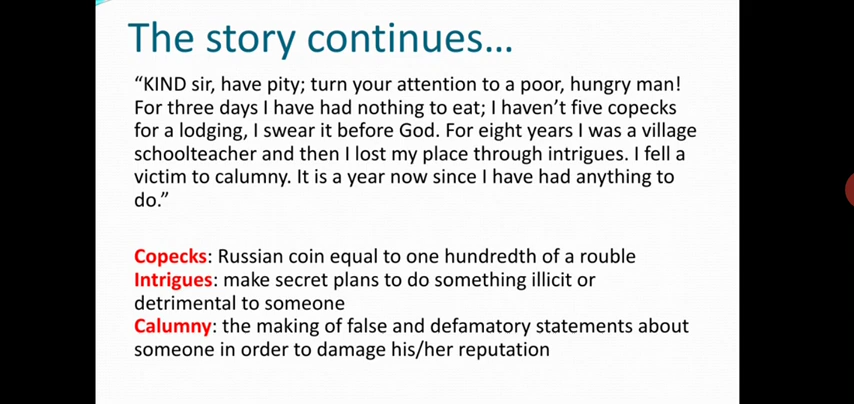 The story continues...
“KIND sir, have pity; turn your attention to a poor, hungry man!
For three days I have had nothing to eat; I haven’t five copecks
for a lodging, I swear it before God. For eight years I was a village
schoolteacher and then I lost my place through intrigues. I fell a
victim to calumny. It is a year now since I have had anything to
do.”
Copecks: Russian coin equal to one hundredth of a rouble
Intrigues: make secret plans to do something illicit or
detrimental to someone
Calumny: the making of false and defamatory statements about
someone in order to damage his/her reputation